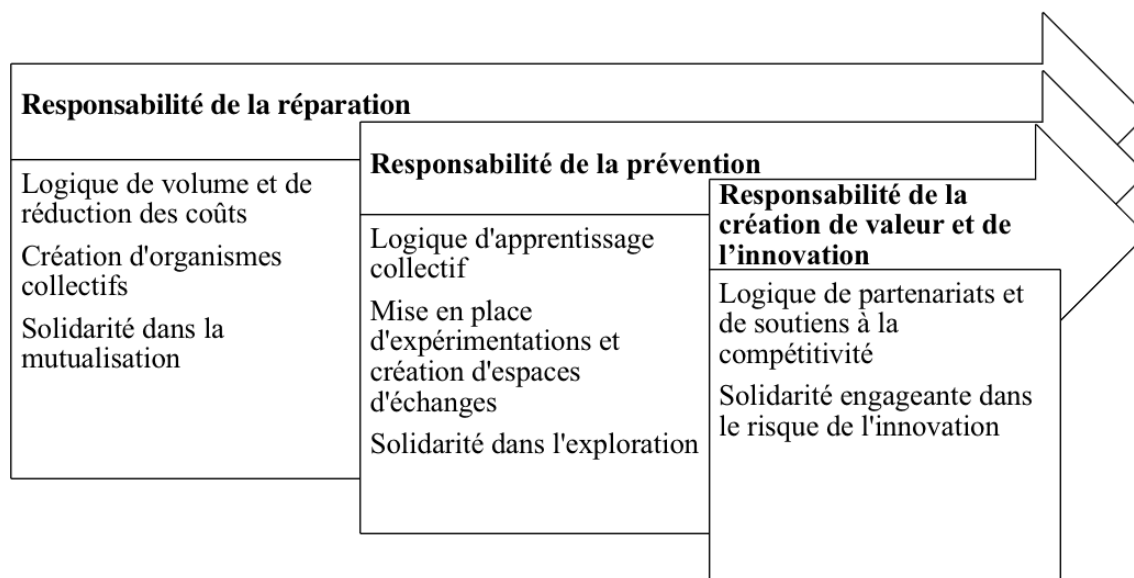 Responsabilité de la réparation
Logique de volume et de
réduction des coûts
Création d'organismes
collectifs
Solidarité dans la
mutualisation
Responsabilité de la prévention
Logique d'apprentissage
collectif
Mise en place
d'expérimentations et
création d'espaces
d'échanges
Solidarité dans l'exploration
Responsabilité de la
création de valeur et de
l’innovation
Logique de partenariats et
de soutiens à la
compétitivité
Solidarité engageante dans
le risque de l'innovation